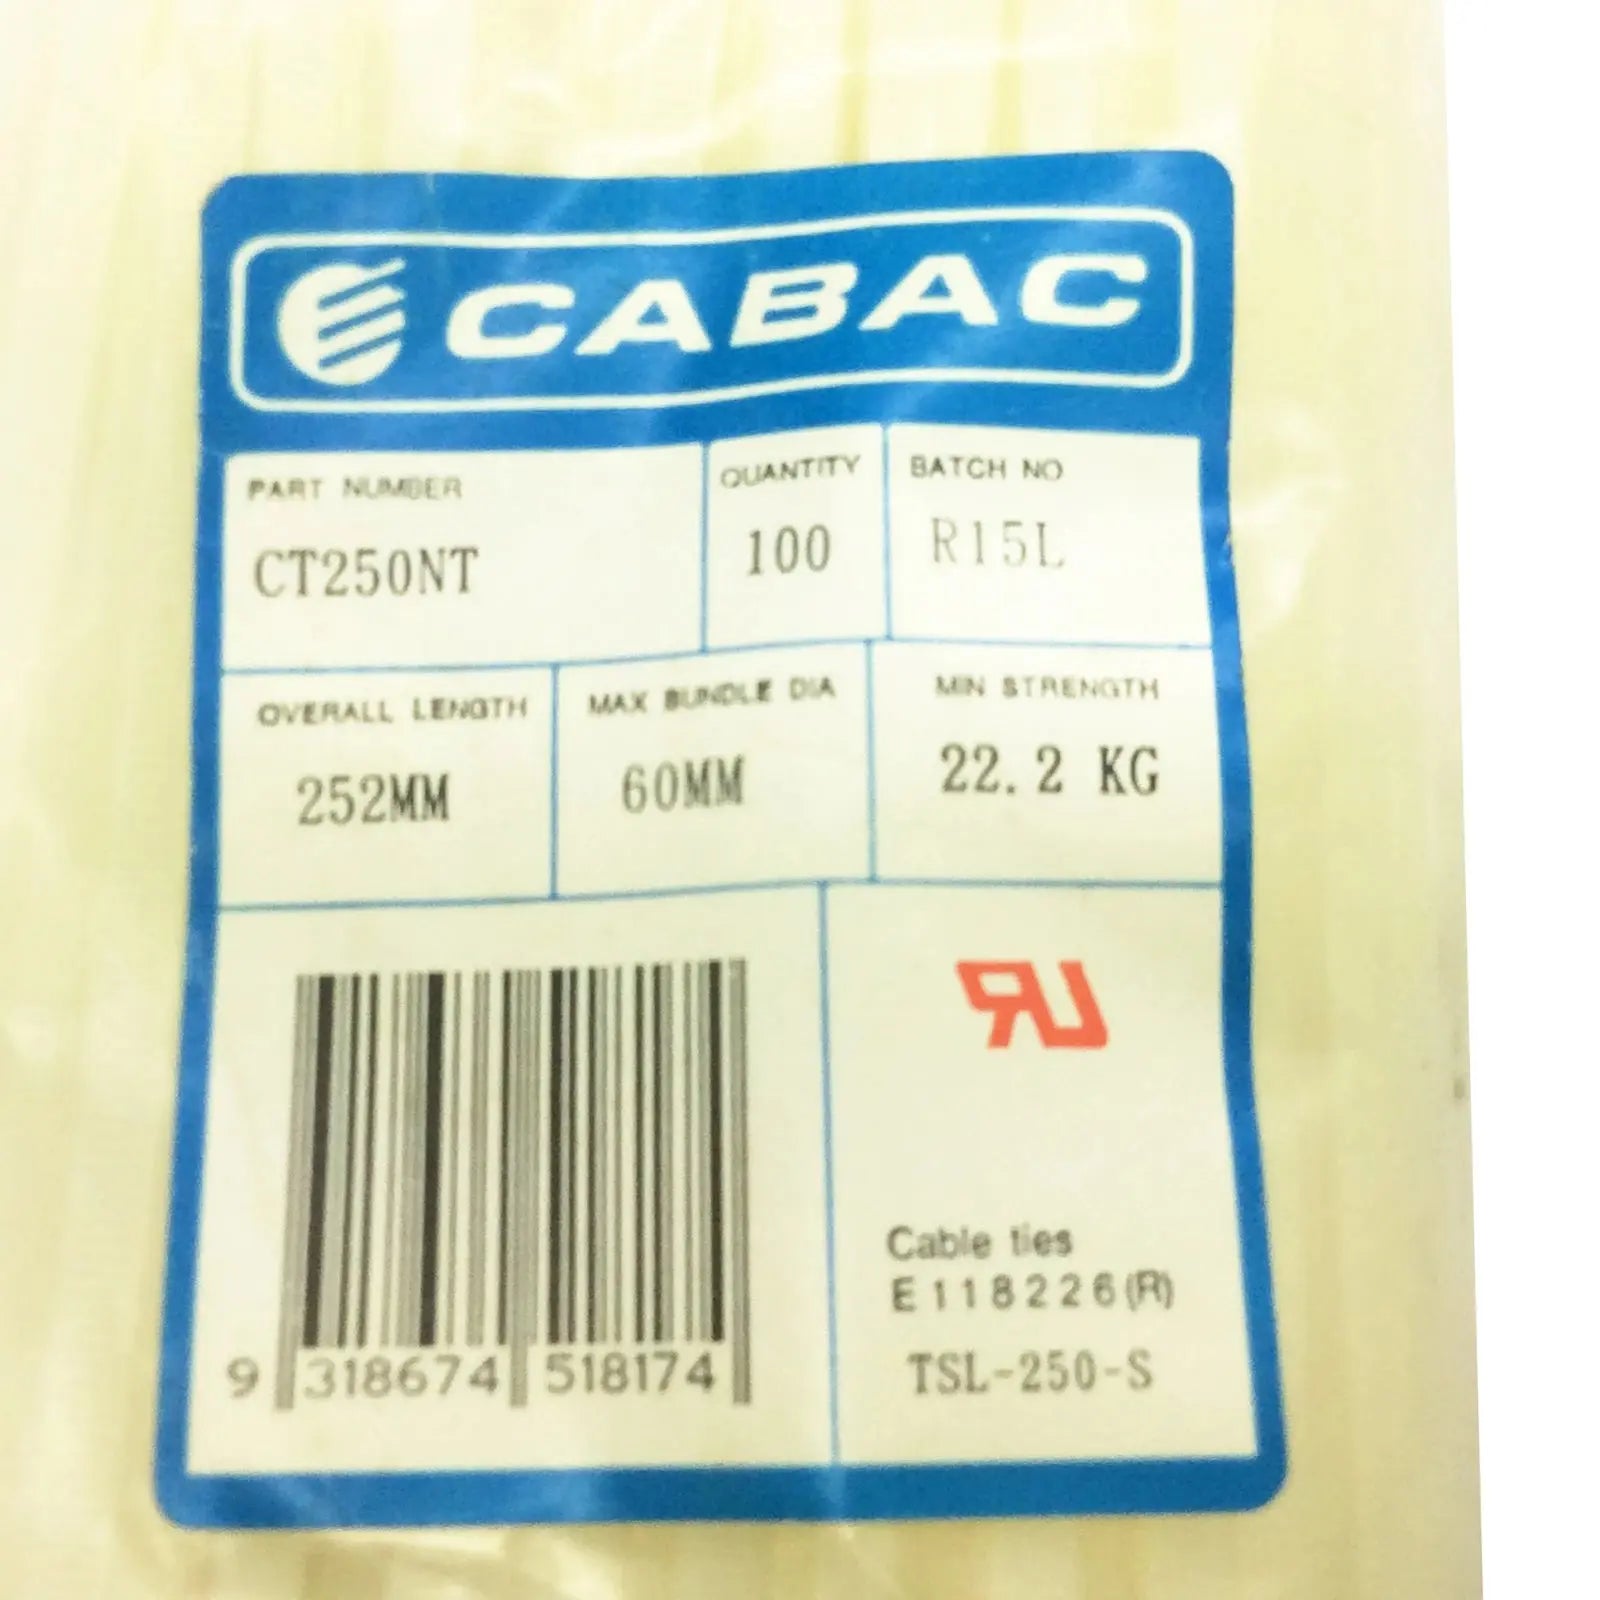 CABAC
PART NUMBER
CT250NT
QUANTITY
100
BATCH NO
R15L
OVERALL LENGTH
252MM
MAX BUNDLE DIA
60MM
MIN STRENGTH
22.2 KG
9 318674 518174
Cable ties
E118226(R)
TSL-250-S